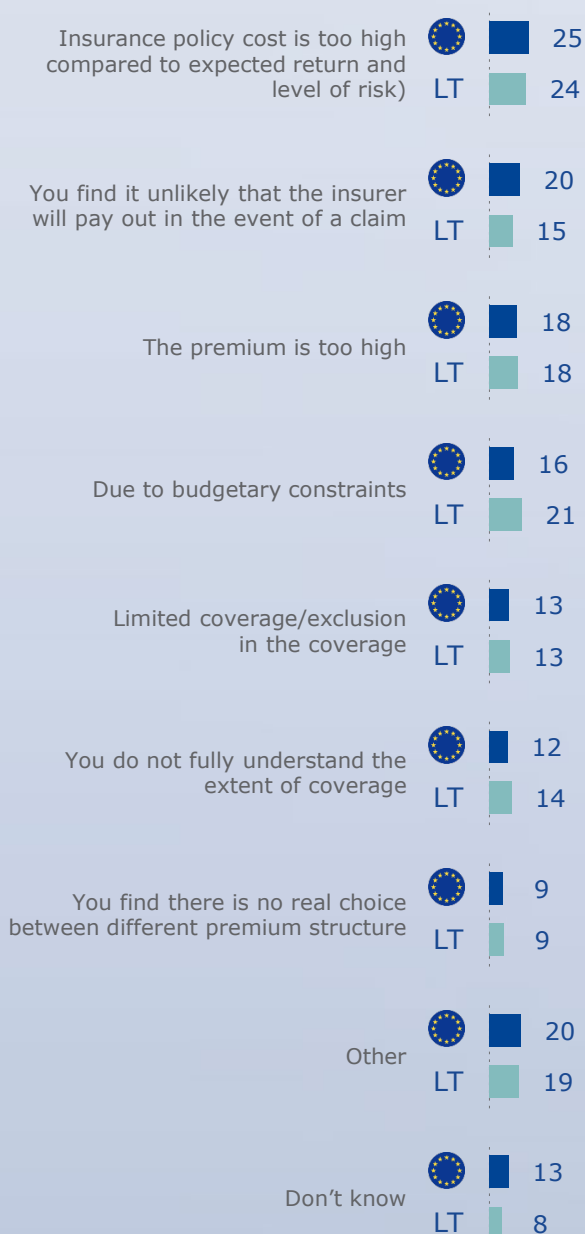 Insurance policy cost is too high
compared to expected return and
level of risk)
25
LT 24
You find it unlikely that the insurer
will pay out in the event of a claim
20
LT 15
The premium is too high
18
LT 18
Due to budgetary constraints
16
LT 21
Limited coverage/exclusion
in the coverage
13
LT 13
You do not fully understand the
extent of coverage
12
LT 14
You find there is no real choice
between different premium structure
9
LT 9
Other
20
LT 19
Don't know
13
LT 8